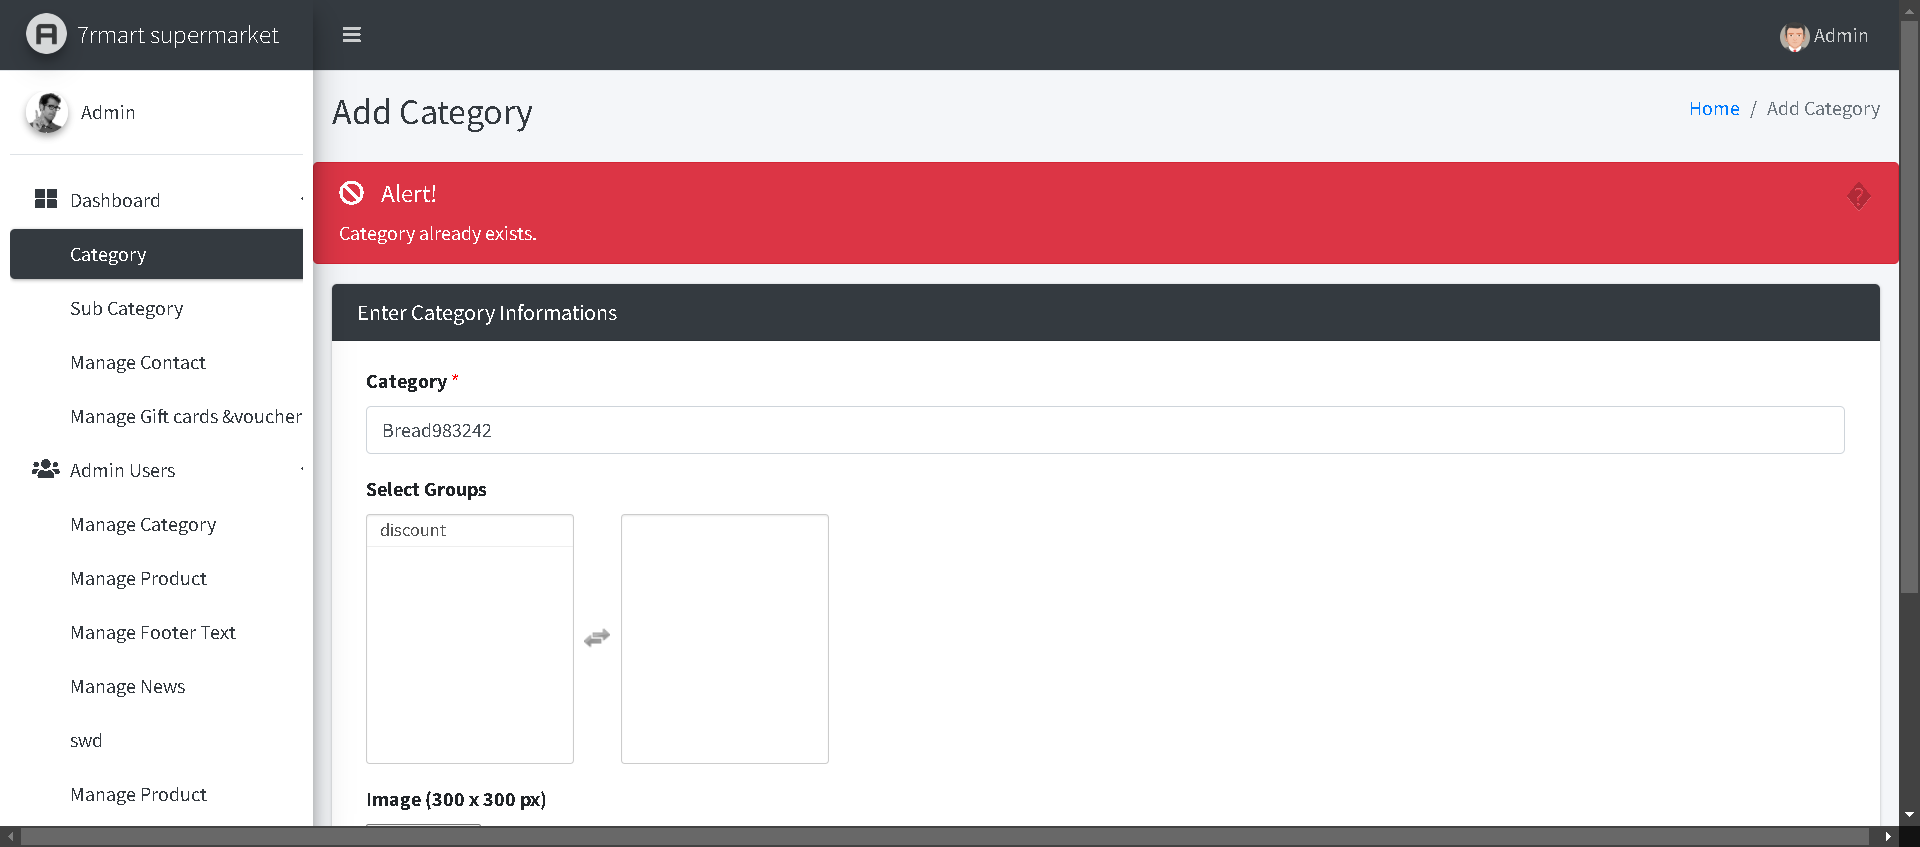 7rmart supermarket
Admin
Admin
Dashboard
Category
Sub Category
Manage Contact
Manage Gift cards &voucher
Admin Users
Manage Category
Manage Product
Manage Footer Text
Manage News
swd
Manage Product
Add Category
Home / Add Category
Alert!
Category already exists.
Enter Category Informations
Category *
Bread983242
Select Groups
discount
Image (300 x 300 px)